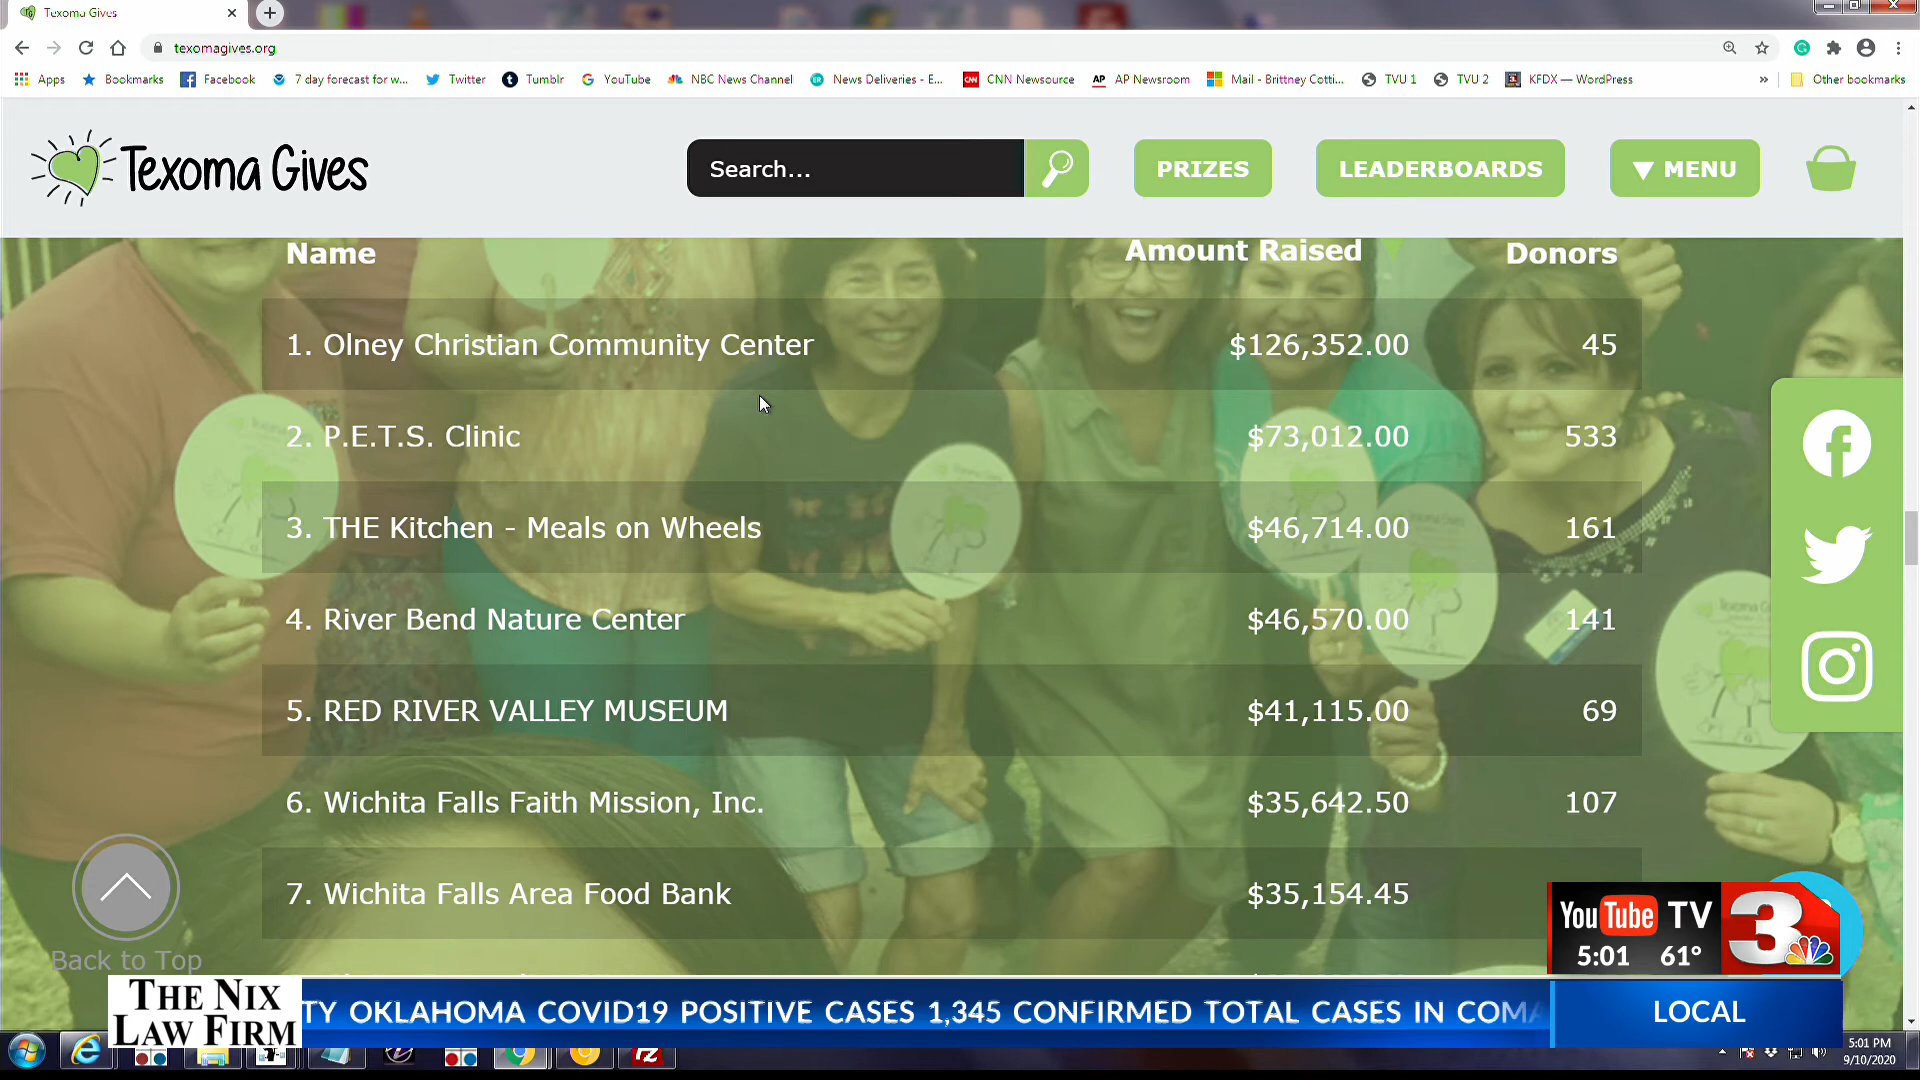 Texoma Gives
texomagives.org
Apps Bookmarks Facebook 7 day forecast for w... Twitter Tumblr YouTube NBC News Channel News Deliveries - E... CNN Newsource AP Newsroom Mail - Brittney Cotti... TVU 1 TVU 2 KFDX — WordPress » Other bookmarks
Texoma Gives Search... PRIZES LEADERBOARDS ▼ MENU
Name Amount Raised Donors
1. Olney Christian Community Center $126,352.00 45
2. P.E.T.S. Clinic $73,012.00 533
3. THE Kitchen - Meals on Wheels $46,714.00 161
4. River Bend Nature Center $46,570.00 141
5. RED RIVER VALLEY MUSEUM $41,115.00 69
6. Wichita Falls Faith Mission, Inc. $35,642.50 107
7. Wichita Falls Area Food Bank $35,154.45
Back to Top
YouTube TV 3
5:01 61°
THE NIX
LAW FIRM
TY OKLAHOMA COVID19 POSITIVE CASES 1,345 CONFIRMED TOTAL CASES IN COMA
LOCAL
5:01 PM
9/10/2020